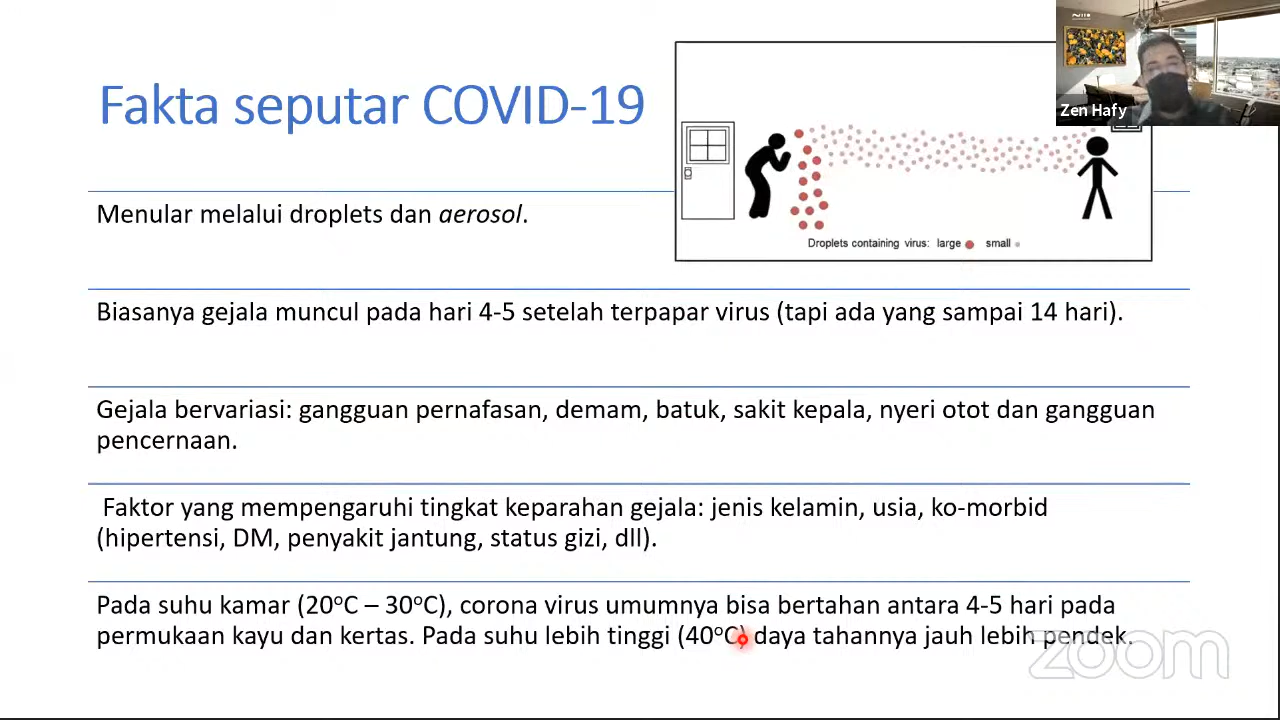 Fakta seputar COVID-19
Zen Hafy
Droplets containing virus: large small
Menular melalui droplets dan aerosol.
Biasanya gejala muncul pada hari 4-5 setelah terpapar virus (tapi ada yang sampai 14 hari).
Gejala bervariasi: gangguan pernafasan, demam, batuk, sakit kepala, nyeri otot dan gangguan
pencernaan.
Faktor yang mempengaruhi tingkat keparahan gejala: jenis kelamin, usia, ko-morbid
(hipertensi, DM, penyakit jantung, status gizi, dll).
Pada suhu kamar (20°C – 30°C), corona virus umumnya bisa bertahan antara 4-5 hari pada
permukaan kayu dan kertas. Pada suhu lebih tinggi (40°C) daya tahannya jauh lebih pendek.
zoom